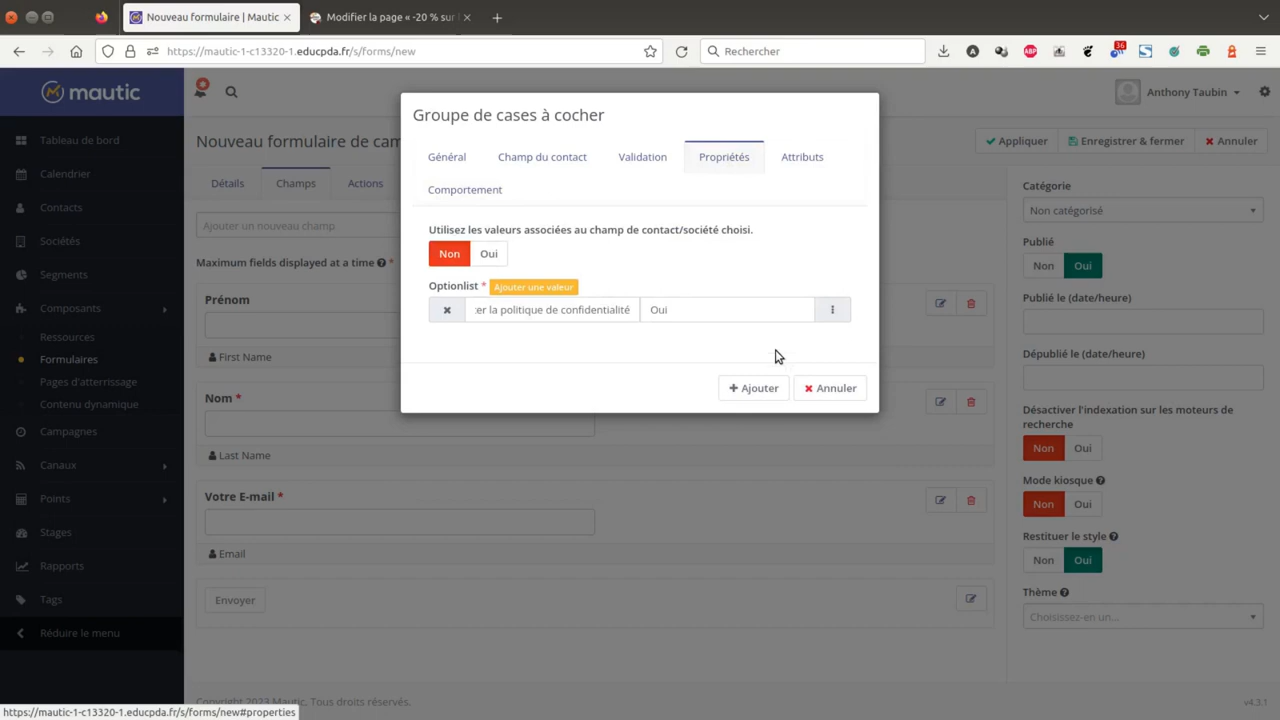 Nouveau formulaire | Mautic
Modifier la page « -20 % sur
https://mautic-1-c13320-1.educpda.fr/s/forms/new
Rechercher
36
ABP
mautic
Anthony Taubin
Tableau de bord
Calendrier
Contacts
Sociétés
Segments
Composants
Ressources
Formulaires
Pages d'atterrissage
Contenu dynamique
Campagnes
Canaux
Points
Stages
Rapports
Tags
Réduire le menu
Nouveau formulaire de cam
Appliquer
Enregistrer & fermer
Annuler
Détails
Champs
Actions
Ajouter un nouveau champ
Maximum fields displayed at a time *
Prénom
First Name
Nom *
Last Name
Votre E-mail *
Email
Envoyer
Groupe de cases à cocher
Général
Champ du contact
Validation
Propriétés
Attributs
Comportement
Utilisez les valeurs associées au champ de contact/société choisi.
Non
Oui
Optionlist *
Ajouter une valeur
ter la politique de confidentialité
Oui
Ajouter
Annuler
Catégorie
Non catégorisé
Publié
Non
Oui
Publié le (date/heure)
Dépublié le (date/heure)
Désactiver l'indexation sur les moteurs de
recherche
Non
Oui
Mode kiosque
Non
Oui
Restituer le style
Non
Oui
Thème
Choisissez-en un...
Copyright 2023 Mautic. Tous droits réservés.
v4.3.1
https://mautic-1-c13320-1.educpda.fr/s/forms/new#properties